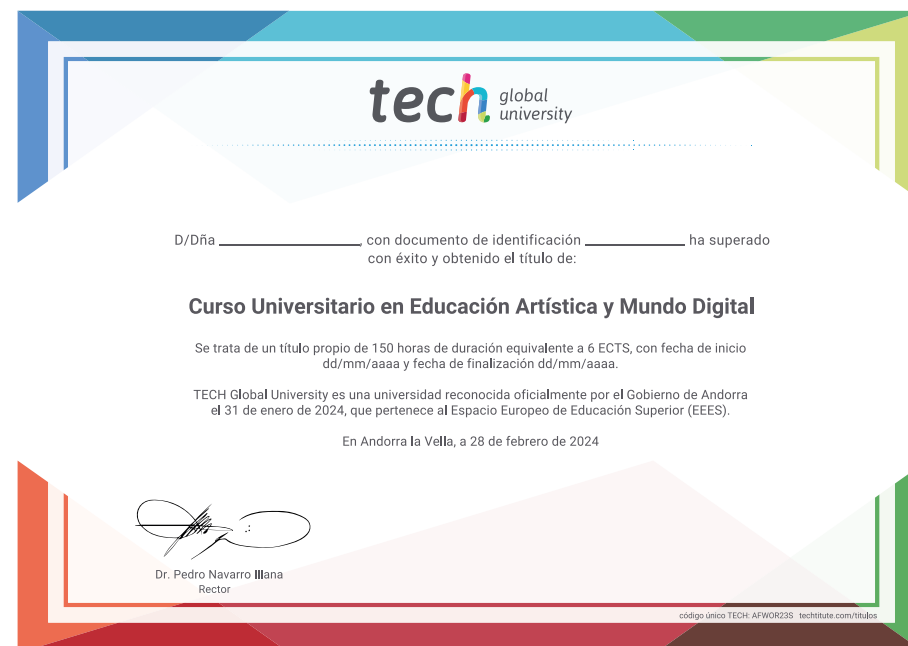 tech global university
D/Dña ____________________, con documento de identificación ______________ ha superado
con éxito y obtenido el título de:
Curso Universitario en Educación Artística y Mundo Digital
Se trata de un título propio de 150 horas de duración equivalente a 6 ECTS, con fecha de inicio
dd/mm/aaaa y fecha de finalización dd/mm/aaaa.
TECH Global University es una universidad reconocida oficialmente por el Gobierno de Andorra
el 31 de enero de 2024, que pertenece al Espacio Europeo de Educación Superior (EEES).
En Andorra la Vella, a 28 de febrero de 2024
Dr. Pedro Navarro Illana
Rector
código único TECH: AFWOR23S  techtitute.com/titulos